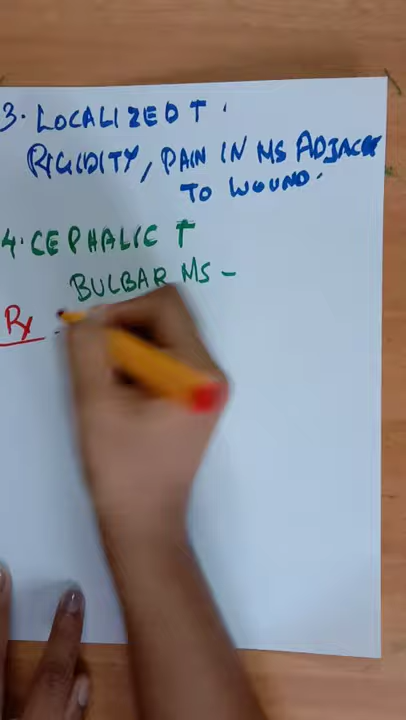 3. LOCALIZED T.
RIGIDITY, PAIN IN MS ADJACENT
TO WOUND.
4. CEPHALIC T
BULBAR MS -
Rx